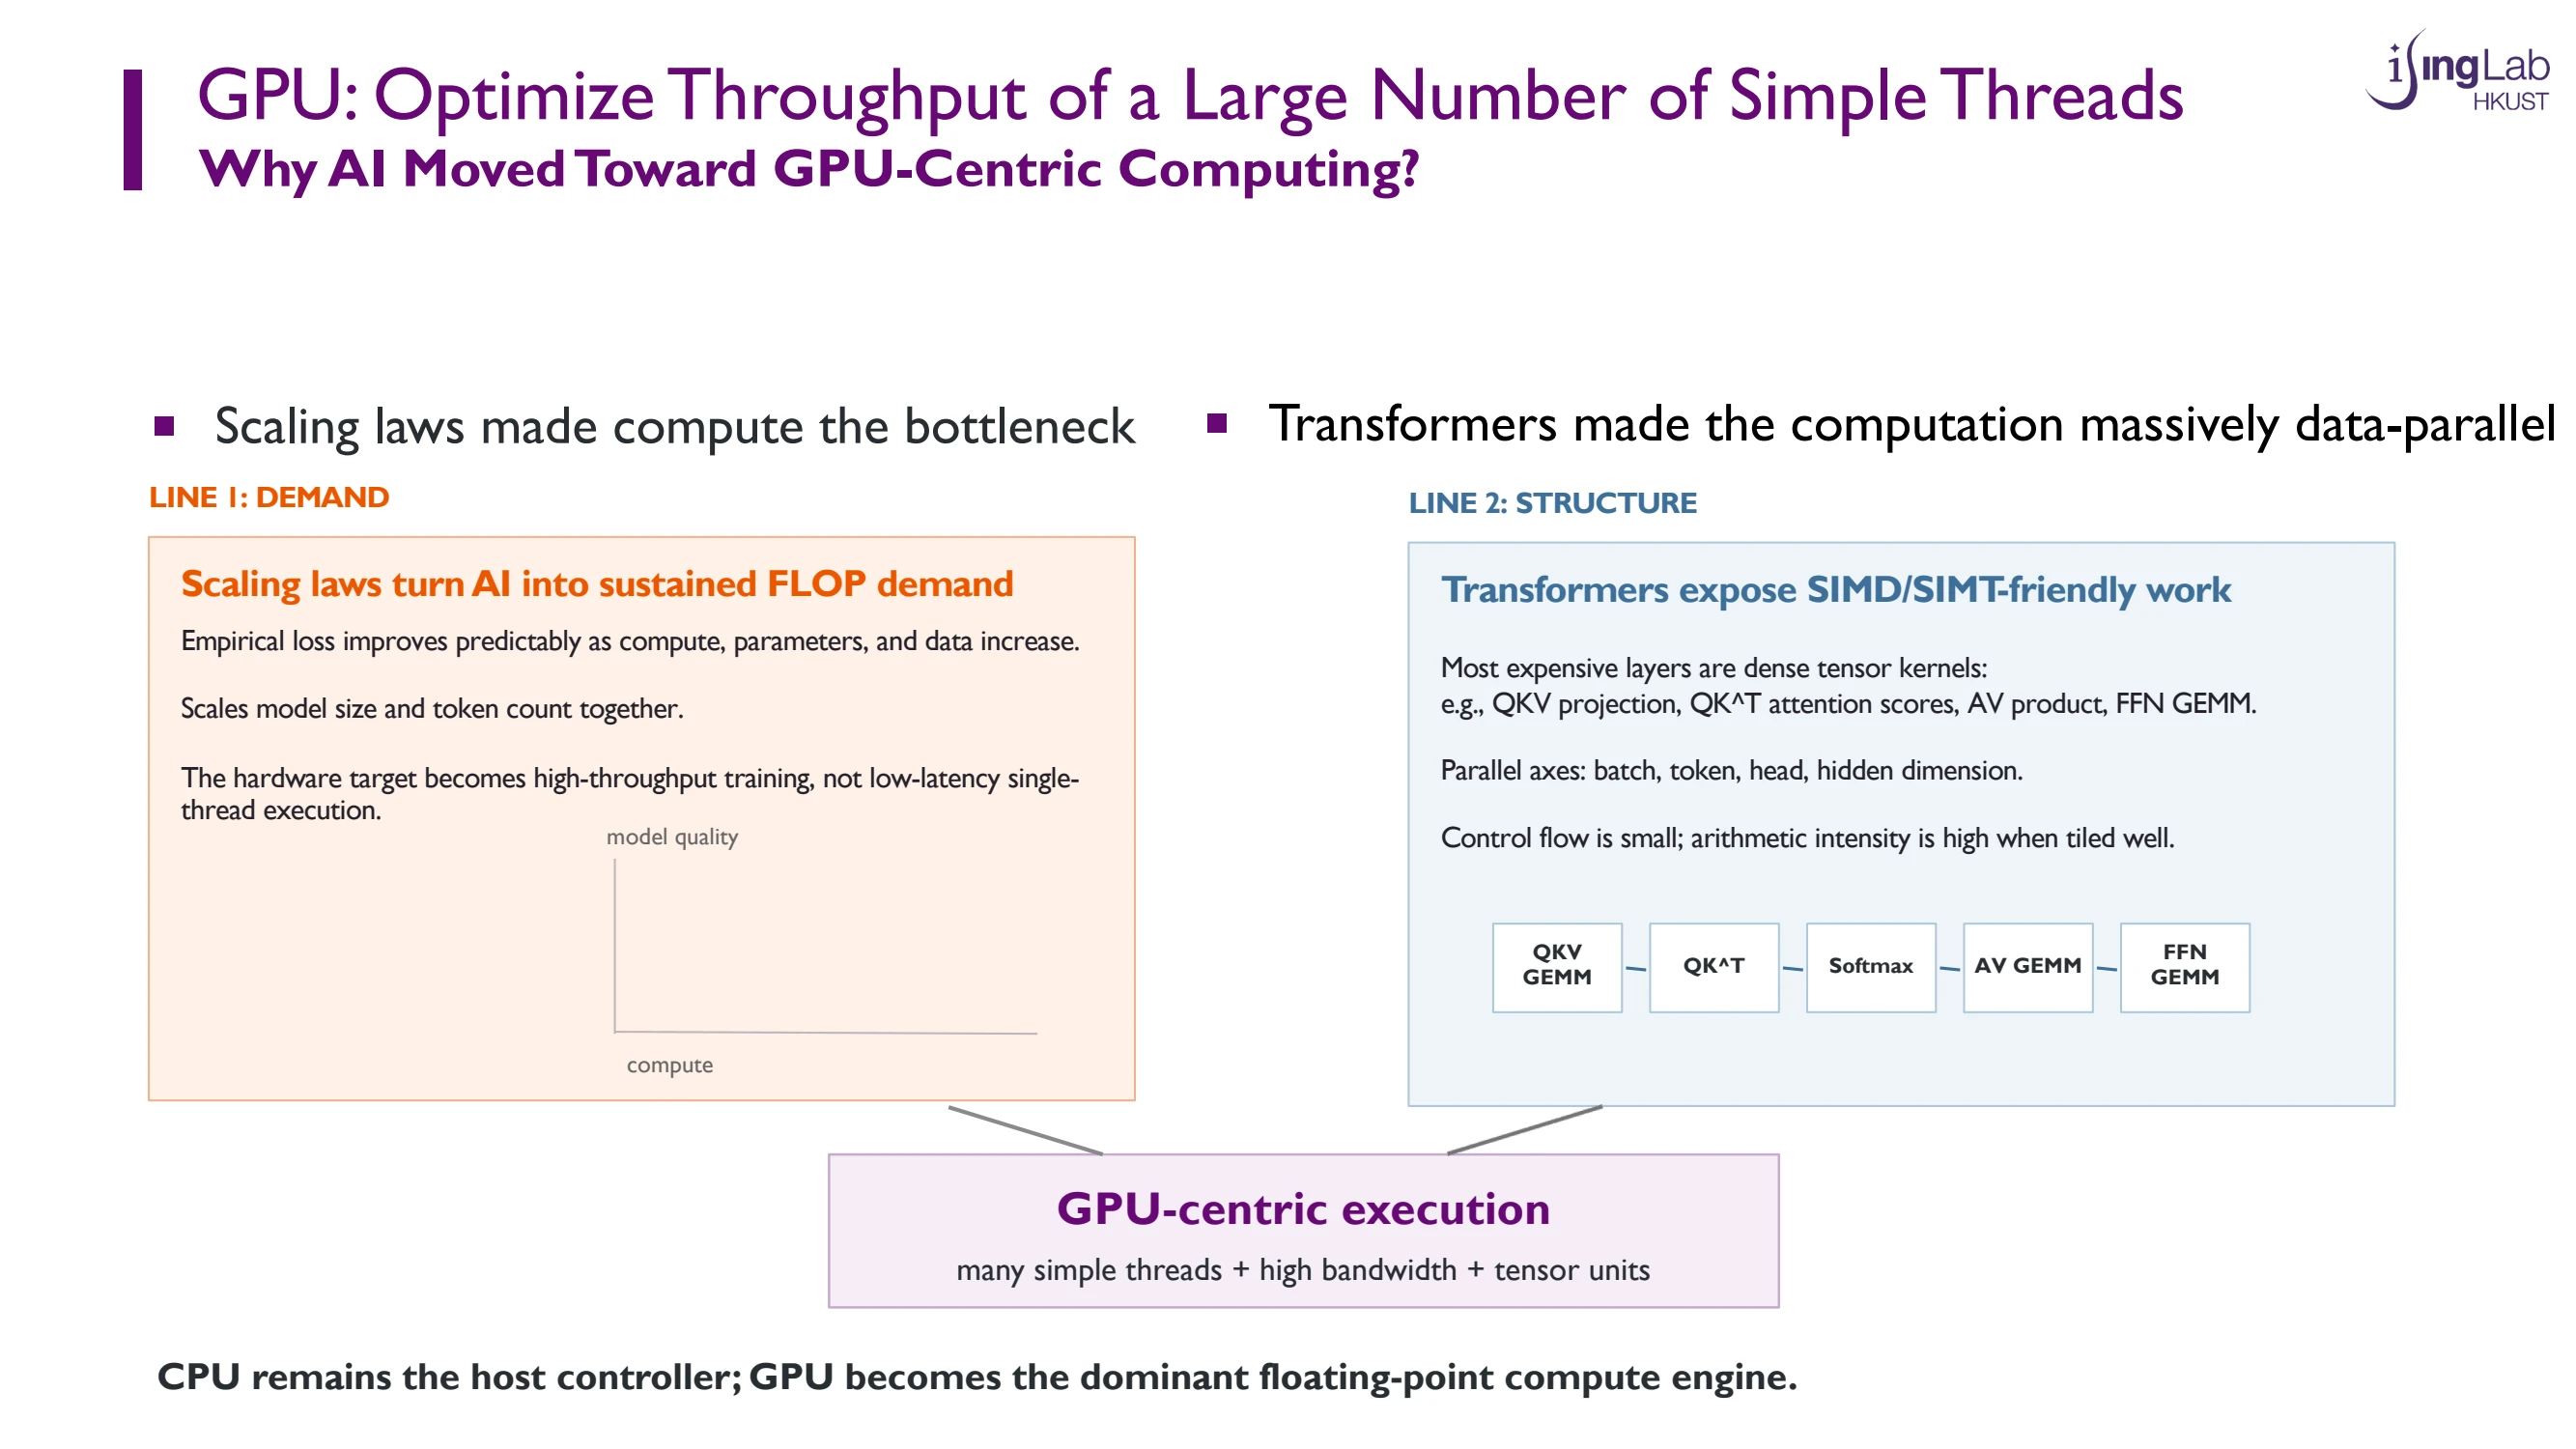 GPU: Optimize Throughput of a Large Number of Simple Threads
Why AI Moved Toward GPU-Centric Computing?
iSingLab
HKUST
Scaling laws made compute the bottleneck
LINE 1: DEMAND
Scaling laws turn AI into sustained FLOP demand
Empirical loss improves predictably as compute, parameters, and data increase.
Scales model size and token count together.
The hardware target becomes high-throughput training, not low-latency single-
thread execution.
model quality
compute
Transformers made the computation massively data-parallel
LINE 2: STRUCTURE
Transformers expose SIMD/SIMT-friendly work
Most expensive layers are dense tensor kernels:
e.g., QKV projection, QK^T attention scores, AV product, FFN GEMM.
Parallel axes: batch, token, head, hidden dimension.
Control flow is small; arithmetic intensity is high when tiled well.
QKV
GEMM
QK^T
Softmax
AV GEMM
FFN
GEMM
GPU-centric execution
many simple threads + high bandwidth + tensor units
CPU remains the host controller; GPU becomes the dominant floating-point compute engine.